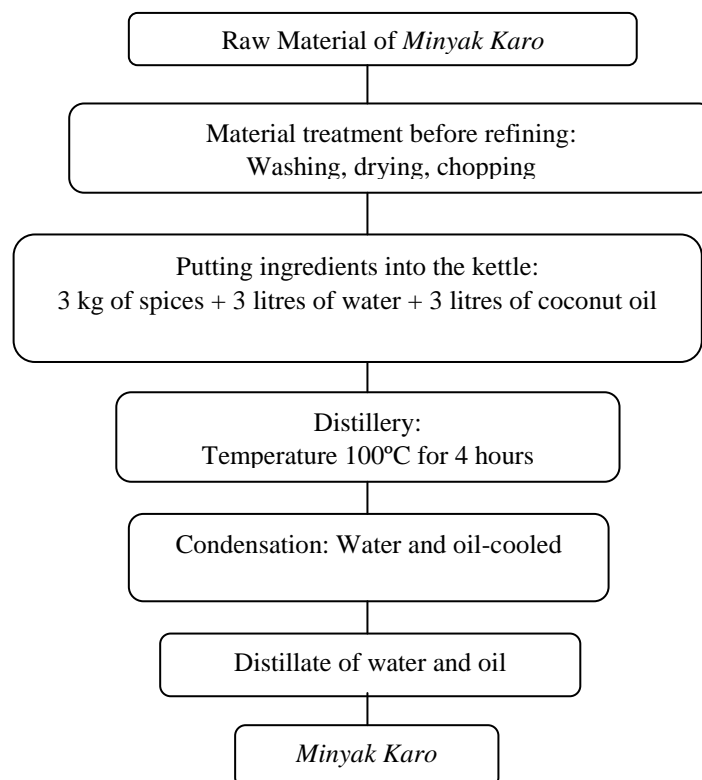 Raw Material of Minyak Karo
Material treatment before refining:
Washing, drying, chopping
Putting ingredients into the kettle:
3 kg of spices + 3 litres of water + 3 litres of coconut oil
Distillery:
Temperature 100ºC for 4 hours
Condensation: Water and oil-cooled
Distillate of water and oil
Minyak Karo